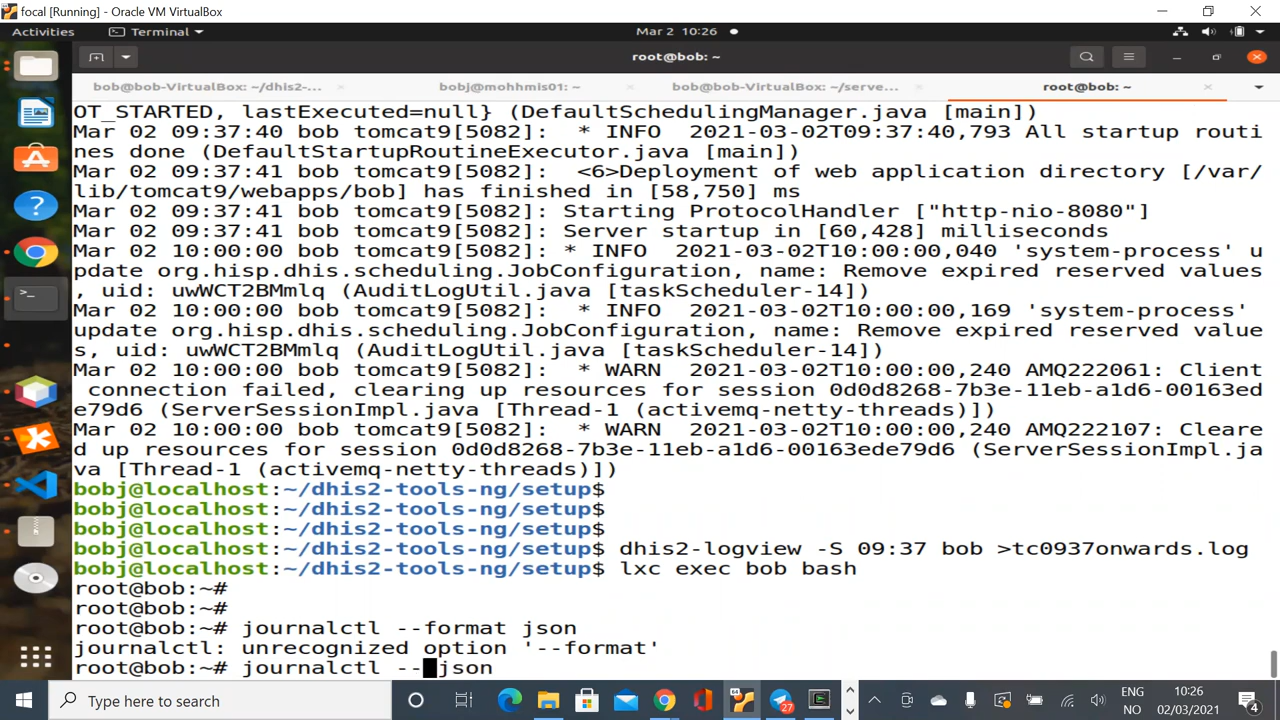 focal [Running] - Oracle VM VirtualBox
Activities Terminal Mar 2 10:26
root@bob: ~
bob@bob-VirtualBox: ~/dhis2-... bobj@mohhmis01: ~ bob@bob-VirtualBox: ~/serve... root@bob: ~
OT_STARTED, lastExecuted=null} (DefaultSchedulingManager.java [main])
Mar 02 09:37:40 bob tomcat9[5082]:  * INFO  2021-03-02T09:37:40,793 All startup routi
nes done (DefaultStartupRoutineExecutor.java [main])
Mar 02 09:37:41 bob tomcat9[5082]:  <6>Deployment of web application directory [/var/
lib/tomcat9/webapps/bob] has finished in [58,750] ms
Mar 02 09:37:41 bob tomcat9[5082]: Starting ProtocolHandler ["http-nio-8080"]
Mar 02 09:37:41 bob tomcat9[5082]: Server startup in [60,428] milliseconds
Mar 02 10:00:00 bob tomcat9[5082]: * INFO  2021-03-02T10:00:00,040 'system-process' u
pdate org.hisp.dhis.scheduling.JobConfiguration, name: Remove expired reserved values
, uid: uwWCT2BMmlq (AuditLogUtil.java [taskScheduler-14])
Mar 02 10:00:00 bob tomcat9[5082]: * INFO  2021-03-02T10:00:00,169 'system-process'
update org.hisp.dhis.scheduling.JobConfiguration, name: Remove expired reserved value
s, uid: uwWCT2BMmlq (AuditLogUtil.java [taskScheduler-14])
Mar 02 10:00:00 bob tomcat9[5082]:  * WARN  2021-03-02T10:00:00,240 AMQ222061: Client
 connection failed, clearing up resources for session 0d0d8268-7b3e-11eb-a1d6-00163ed
e79d6 (ServerSessionImpl.java [Thread-1 (activemq-netty-threads)])
Mar 02 10:00:00 bob tomcat9[5082]:  * WARN  2021-03-02T10:00:00,240 AMQ222107: Cleare
d up resources for session 0d0d8268-7b3e-11eb-a1d6-00163ede79d6 (ServerSessionImpl.ja
va [Thread-1 (activemq-netty-threads)])
bobj@localhost:~/dhis2-tools-ng/setup$
bobj@localhost:~/dhis2-tools-ng/setup$
bobj@localhost:~/dhis2-tools-ng/setup$
bobj@localhost:~/dhis2-tools-ng/setup$ dhis2-logview -S 09:37 bob >tc0937onwards.log
bobj@localhost:~/dhis2-tools-ng/setup$ lxc exec bob bash
root@bob:~#
root@bob:~#
root@bob:~# journalctl --format json
journalctl: unrecognized option '--format'
root@bob:~# journalctl -- json
Type here to search
27
ENG
NO
10:26
02/03/2021
4